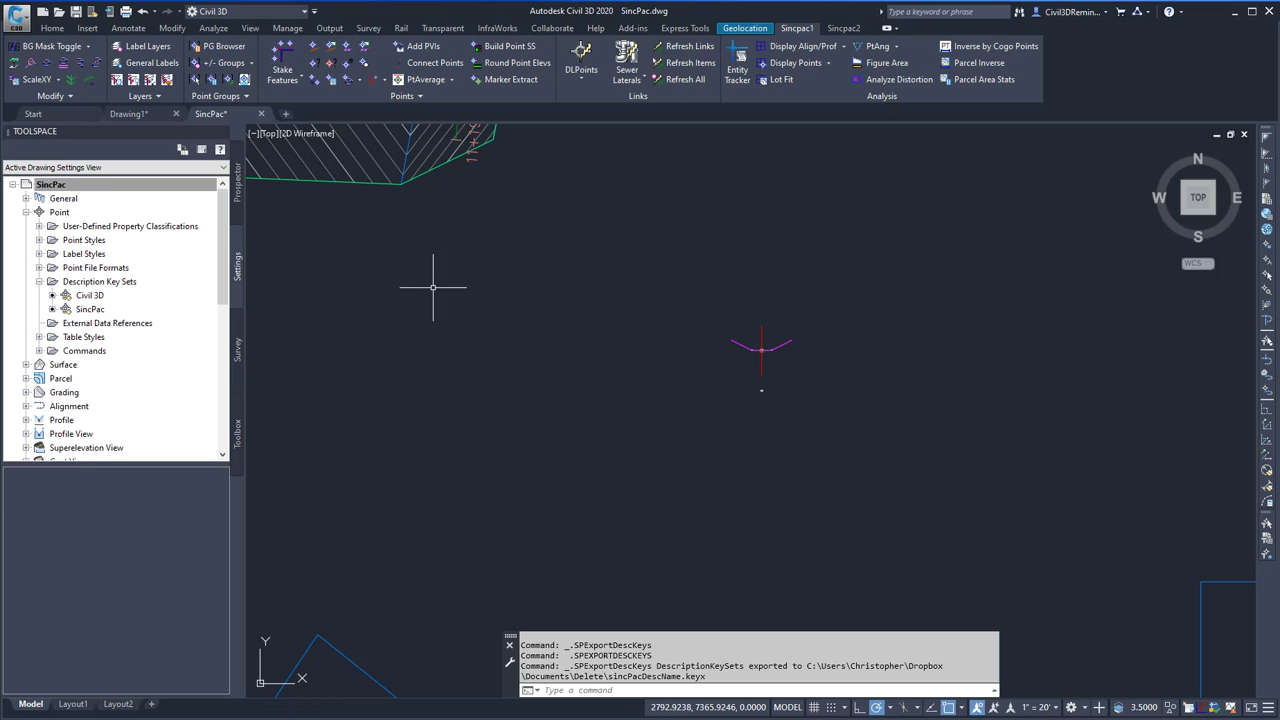 C3D
Civil 3D
Autodesk Civil 3D 2020 SincPac.dwg
Type a keyword or phrase
Civil3DRemin...
Home Insert Annotate Modify Analyze View Manage Output Survey Rail Transparent InfraWorks Collaborate Help Add-ins Express Tools Geolocation Sincpac1 Sincpac2
BG Mask Toggle
ScaleXY
Modify
Label Layers
General Labels
Layers
PG Browser
+/- Groups
Point Groups
Stake
Features
Add PVIs
Connect Points
PtAverage
Build Point SS
Round Point Elevs
Marker Extract
Points
DLPoints
Sewer
Laterals
Refresh Links
Refresh Items
Refresh All
Links
Entity
Tracker
Display Align/Prof
Display Points
Lot Fit
PtAng
Figure Area
Analyze Distortion
Inverse by Cogo Points
Parcel Inverse
Parcel Area Stats
Analysis
Start Drawing1* SincPac*
TOOLSPACE
[−][Top][2D Wireframe]
Active Drawing Settings View
SincPac
General
Point
User-Defined Property Classifications
Point Styles
Label Styles
Point File Formats
Description Key Sets
Civil 3D
SincPac
External Data References
Table Styles
Commands
Surface
Parcel
Grading
Alignment
Profile
Profile View
Superelevation View
Prospector
Settings
Survey
Toolbox
N
W TOP E
S
WCS
Y
X
Command: _.SPExportDescKeys
Command: _.SPEXPORTDESCKEYS
Command: _.SPExportDescKeys DescriptionKeySets exported to C:\Users\Christopher\Dropbox
\Documents\Delete\sincPacDescName.keyx
Type a command
Model Layout1 Layout2
2792.9238, 7365.9246, 0.0000 MODEL 1" = 20' 3.5000